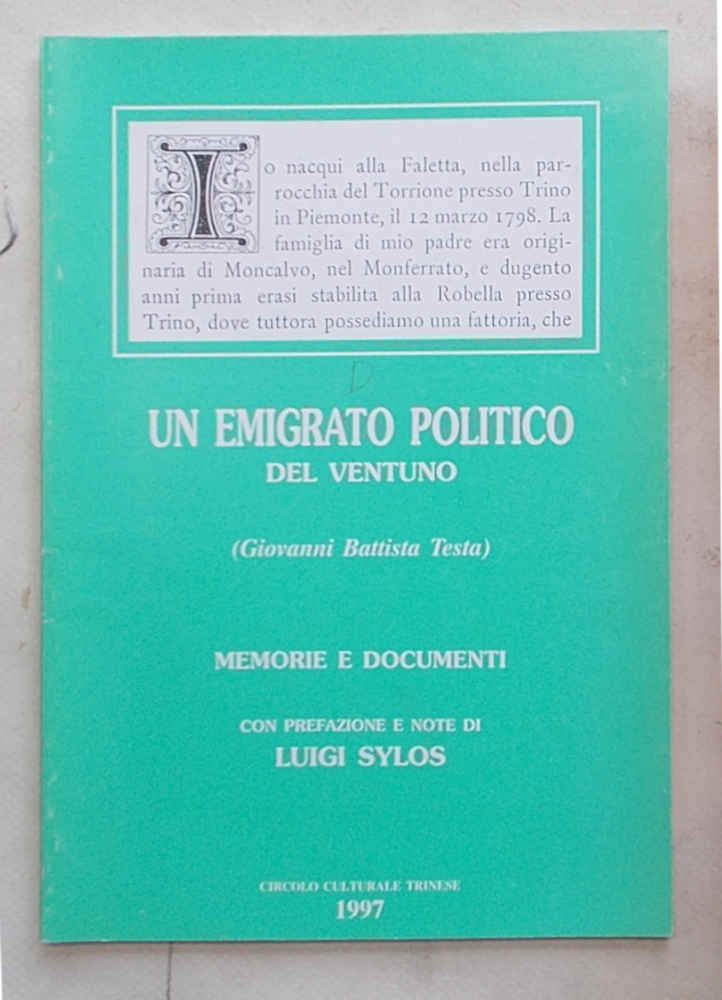 Io nacqui alla Faletta, nella par-
rocchia del Torrione presso Trino
in Piemonte, il 12 marzo 1798. La
famiglia di mio padre era origi-
naria di Moncalvo, nel Monferrato, e dugento
anni prima erasi stabilita alla Robella presso
Trino, dove tuttora possediamo una fattoria, che
D
UN EMIGRATO POLITICO
DEL VENTUNO
(Giovanni Battista Testa)
MEMORIE E DOCUMENTI
CON PREFAZIONE E NOTE DI
LUIGI SYLOS
CIRCOLO CULTURALE TRINESE
1997